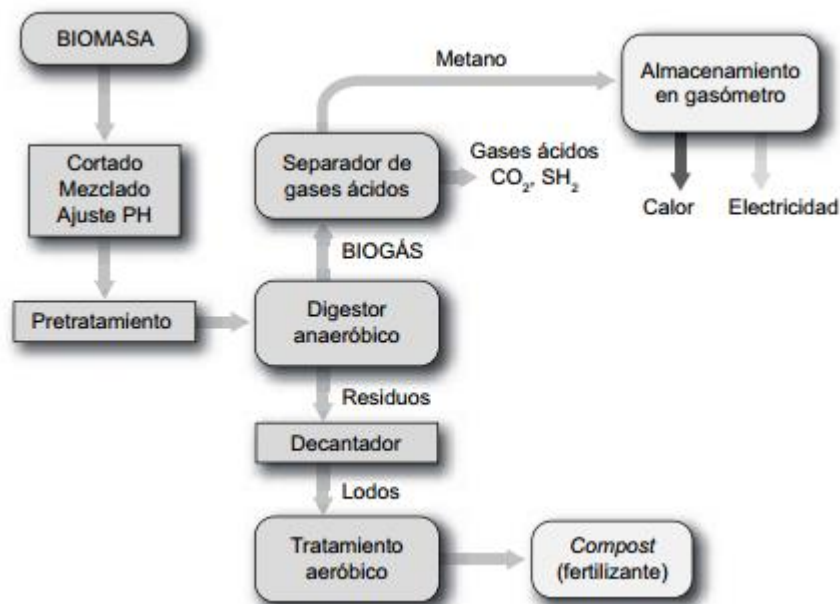 BIOMASA
Cortado
Mezclado
Ajuste PH
Pretratamiento
Digestor
anaeróbico
BIOGÁS
Separador de
gases ácidos
Gases ácidos
CO₂, SH₂
Metano
Almacenamiento
en gasómetro
Calor
Electricidad
Residuos
Decantador
Lodos
Tratamiento
aeróbico
Compost
(fertilizante)